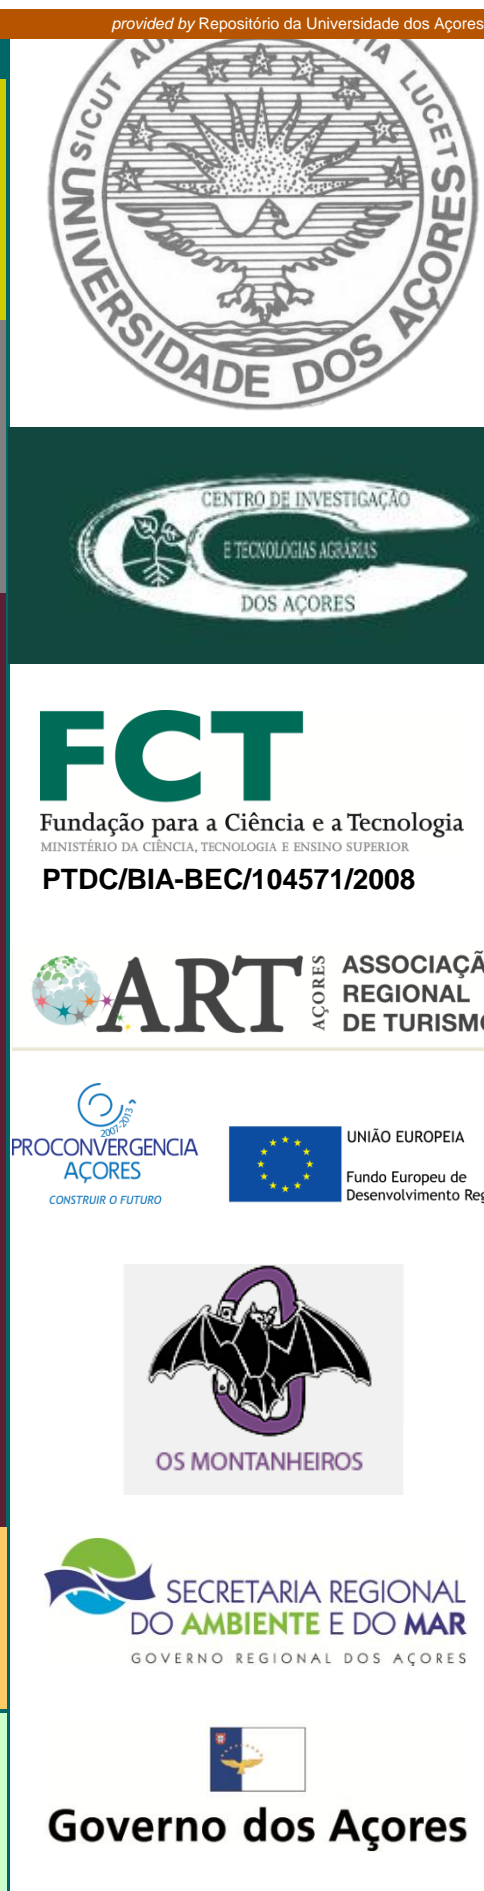 provided by Repositório da Universidade dos Açores
SICUT AU
IA LUCET
UNIVERSIDADE DOS AÇORES
CENTRO DE INVESTIGAÇÃO
E TECNOLOGIAS AGRÁRIAS
DOS AÇORES
FCT
Fundação para a Ciência e a Tecnologia
MINISTÉRIO DA CIÊNCIA, TECNOLOGIA E ENSINO SUPERIOR
PTDC/BIA-BEC/104571/2008
ART
AÇORES
ASSOCIAÇÃ
REGIONAL
DE TURISMO
2007-2013
PROCONVERGENCIA
AÇORES
CONSTRUIR O FUTURO
UNIÃO EUROPEIA
Fundo Europeu de
Desenvolvimento Reg
OS MONTANHEIROS
SECRETARIA REGIONAL
DO AMBIENTE E DO MAR
GOVERNO REGIONAL DOS AÇORES
Governo dos Açores